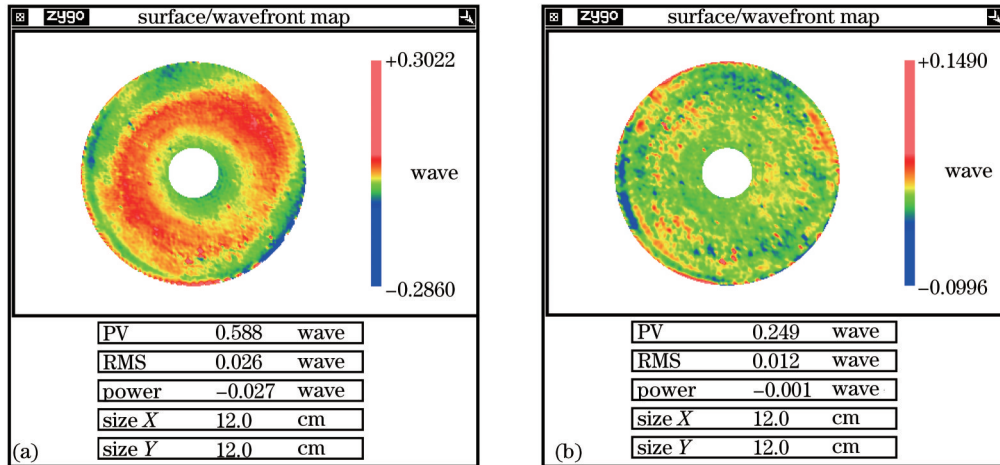 zygo surface/wavefront map
+0.3022
wave
−0.2860
PV 0.588 wave
RMS 0.026 wave
power −0.027 wave
size X 12.0 cm
size Y 12.0 cm
(a)
zygo surface/wavefront map
+0.1490
wave
−0.0996
PV 0.249 wave
RMS 0.012 wave
power −0.001 wave
size X 12.0 cm
size Y 12.0 cm
(b)